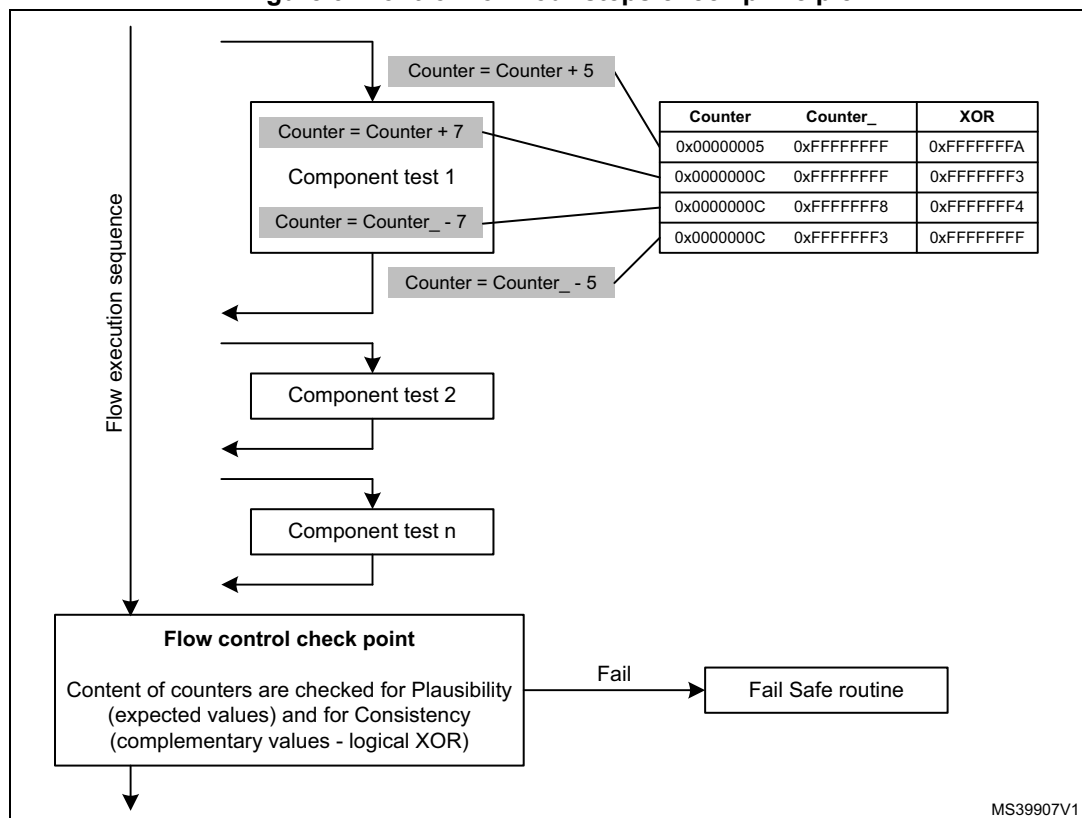 Counter = Counter + 5
Counter = Counter + 7
Component test 1
Counter = Counter_ - 7
Counter = Counter_ - 5
Counter Counter_ XOR
0x00000005 0xFFFFFFFF 0xFFFFFFFA
0x0000000C 0xFFFFFFFF 0xFFFFFFF3
0x0000000C 0xFFFFFFF8 0xFFFFFFF4
0x0000000C 0xFFFFFFF3 0xFFFFFFFF
Flow execution sequence
Component test 2
Component test n
Flow control check point
Content of counters are checked for Plausibility
(expected values) and for Consistency
(complementary values - logical XOR)
Fail
Fail Safe routine
MS39907V1